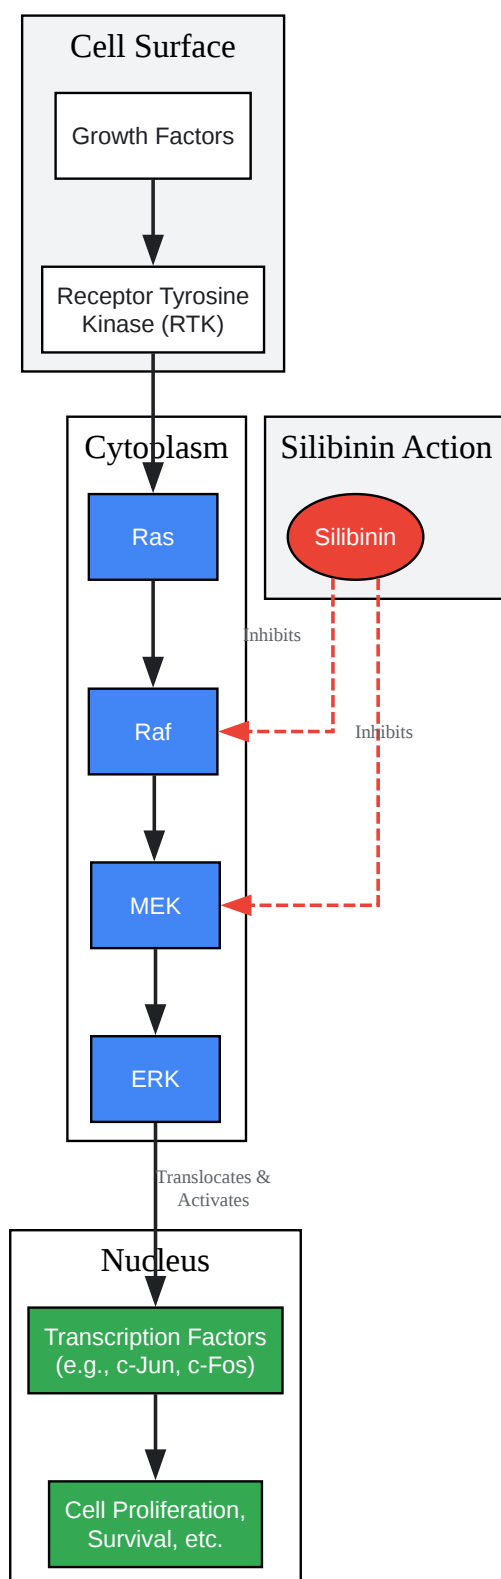 Cell Surface
Growth Factors
Receptor Tyrosine
Kinase (RTK)
Cytoplasm
Silibinin Action
Ras
Silibinin
Inhibits
Raf
Inhibits
MEK
ERK
Translocates &
Activates
Nucleus
Transcription Factors
(e.g., c-Jun, c-Fos)
Cell Proliferation,
Survival, etc.